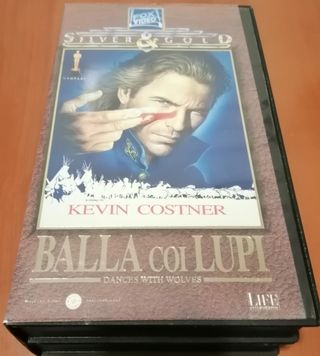 FOX
VIDEO
SILVER & GOLD
KEVIN COSTNER
BALLA COI LUPI
DANCES WITH WOLVES
LIFE